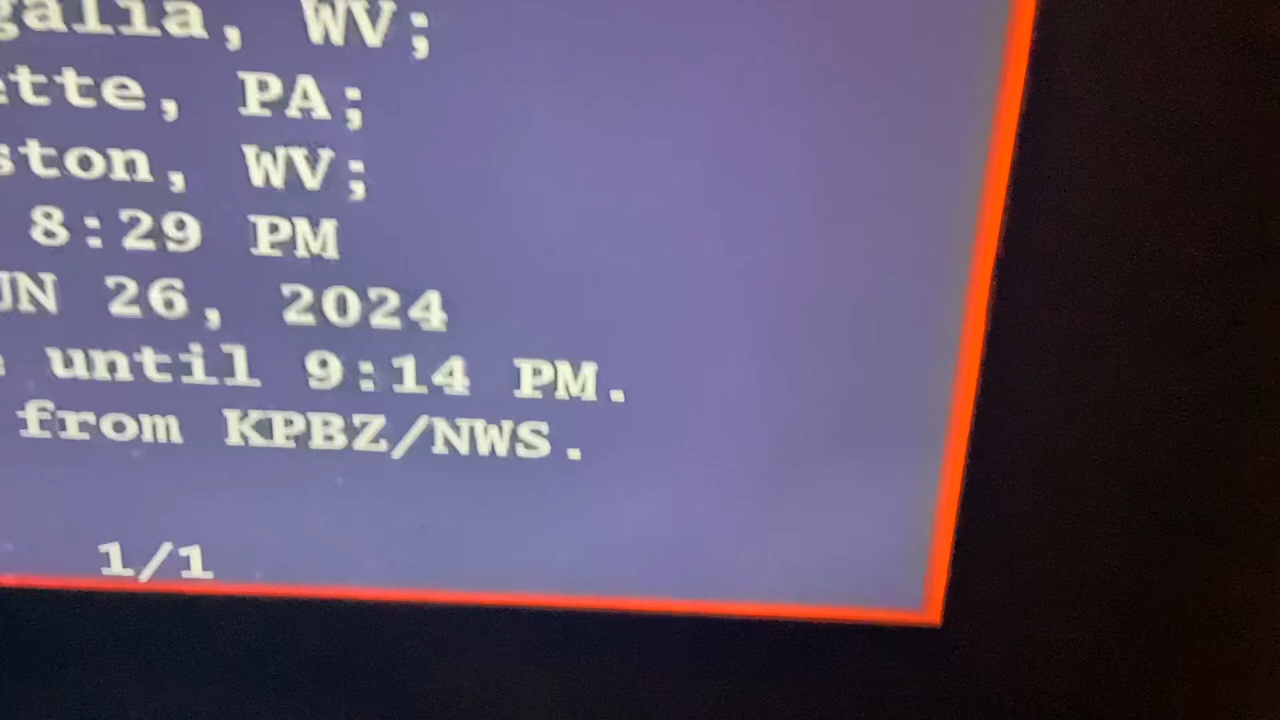 galia, WV;
ette, PA;
ston, WV;
8:29 PM
UN 26, 2024
until 9:14 PM.
from KPBZ/NWS.
1/1